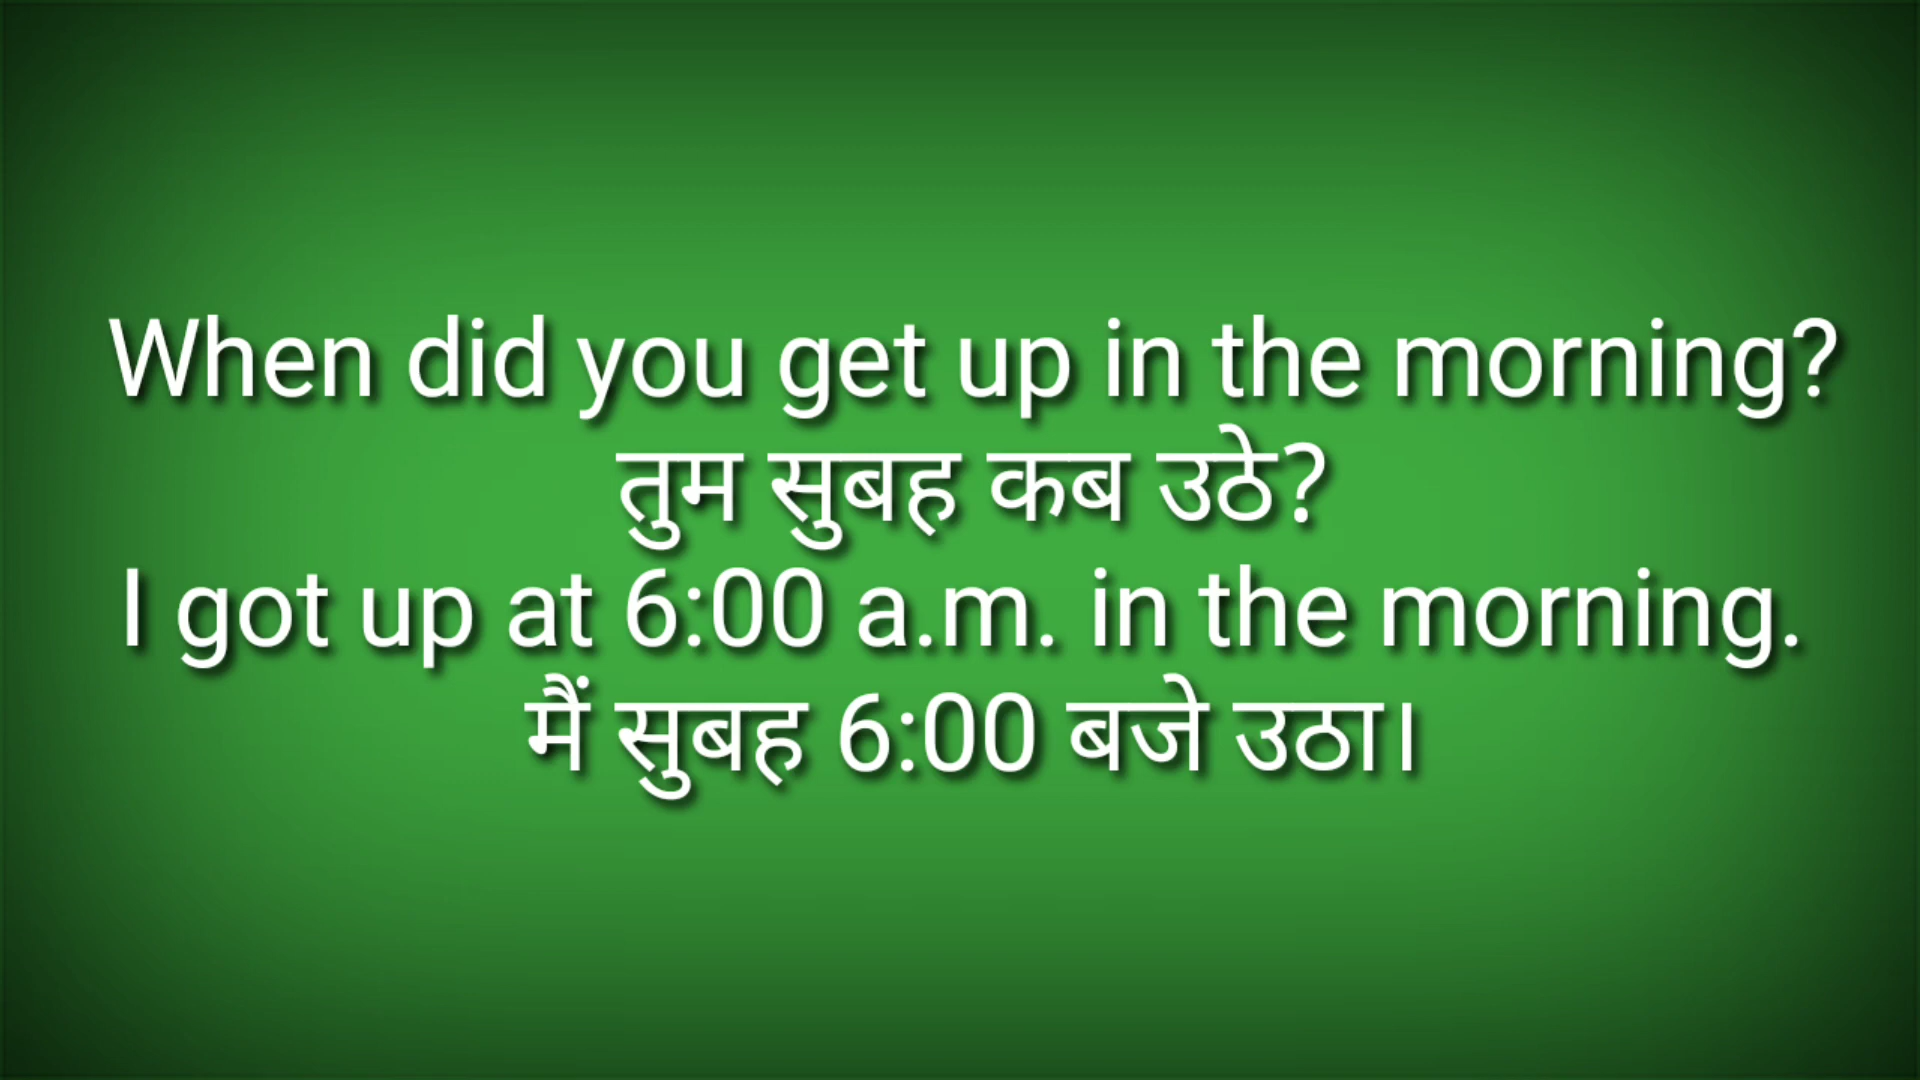 When did you get up in the morning?
तुम सुबह कब उठे?
I got up at 6:00 a.m. in the morning.
मैं सुबह 6:00 बजे उठा।